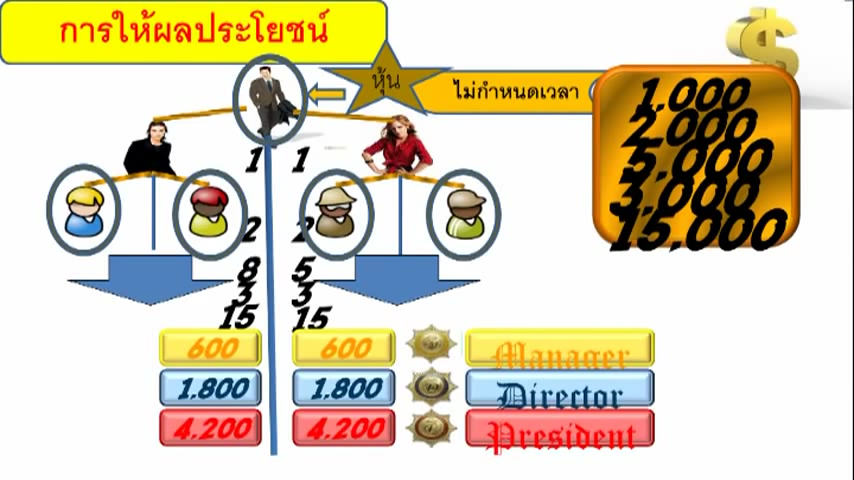 การให้ผลประโยชน์
หุ้น
ไม่กำหนดเวลา
1,000
2,000
5,000
3,000
15,000
1 1
2 2
8 5
3 3
15 15
600 600 Manager
1,800 1,800 Director
4,200 4,200 President